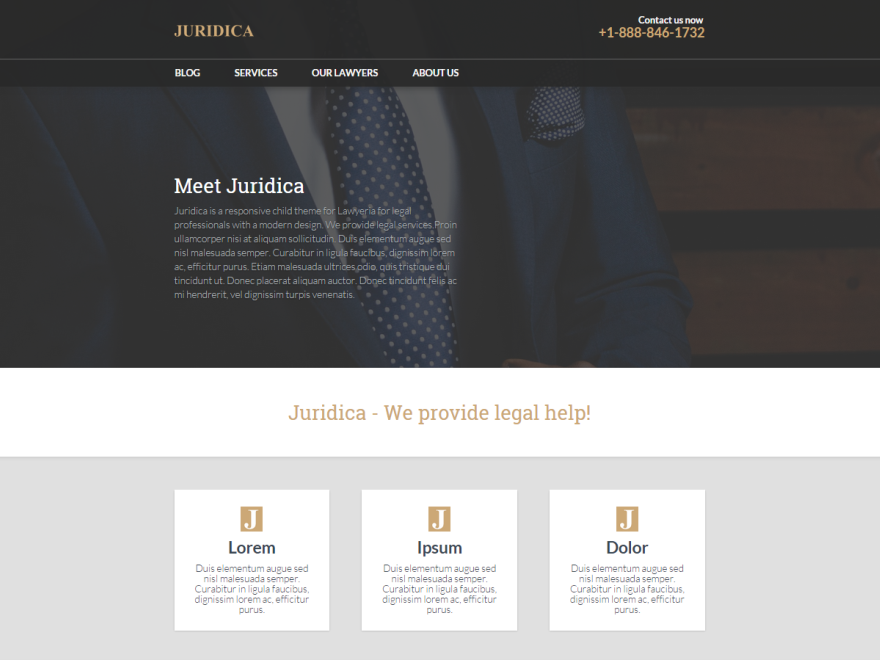 JURIDICA
Contact us now
+1-888-846-1732
BLOG SERVICES OUR LAWYERS ABOUT US
Meet Juridica
Juridica is a responsive child theme for Lawyeria for legal
professionals with a modern design. We provide legal services.Proin
ullamcorper nisi at aliquam sollicitudin. Duis elementum augue sed
nisl malesuada semper. Curabitur in ligula faucibus, dignissim lorem
ac, efficitur purus. Etiam malesuada ultrices odio, quis tristique dui
tincidunt ut. Donec placerat aliquam auctor. Donec tincidunt felis ac
mi hendrerit, vel dignissim turpis venenatis.
Juridica - We provide legal help!
J
Lorem
Duis elementum augue sed
nisl malesuada semper.
Curabitur in ligula faucibus,
dignissim lorem ac, efficitur
purus.
J
Ipsum
Duis elementum augue sed
nisl malesuada semper.
Curabitur in ligula faucibus,
dignissim lorem ac, efficitur
purus.
J
Dolor
Duis elementum augue sed
nisl malesuada semper.
Curabitur in ligula faucibus,
dignissim lorem ac, efficitur
purus.